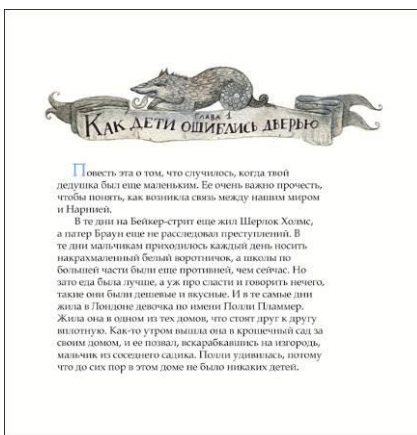 Глава 1
Как дети ошиблись дверью
Повесть эта о том, что случилось, когда твой
дедушка был еще маленьким. Ее очень важно прочесть,
чтобы понять, как возникла связь между нашим миром
и Нарнией.
В те дни на Бейкер-стрит еще жил Шерлок Холмс,
а патер Браун еще не расследовал преступлений. В
те дни мальчикам приходилось каждый день носить
накрахмаленный белый воротничок, а школы по
большей части были еще противней, чем сейчас. Но
зато еда была лучше, а уж про сласти и говорить нечего,
такие они были дешевые и вкусные. И в те самые дни
жила в Лондоне девочка по имени Полли Пламмер.
Жила она в одном из тех домов, что стоят друг к другу
вплотную. Как-то утром вышла она в крошечный сад за
своим домом, и ее позвал, вскарабкавшись на изгородь,
мальчик из соседнего садика. Полли удивилась, потому
что до сих пор в этом доме не было никаких детей.